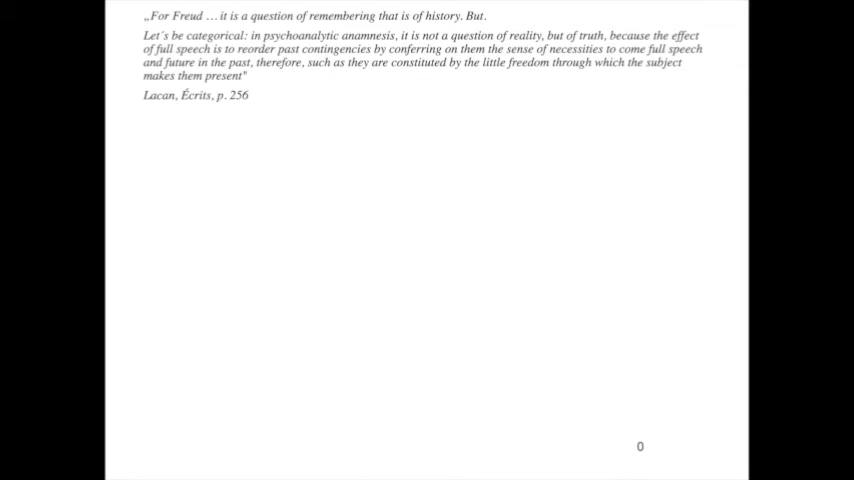 „For Freud … it is a question of remembering that is of history. But.
Let´s be categorical: in psychoanalytic anamnesis, it is not a question of reality, but of truth, because the effect
of full speech is to reorder past contingencies by conferring on them the sense of necessities to come full speech
and future in the past, therefore, such as they are constituted by the little freedom through which the subject
makes them present"
Lacan, Écrits, p. 256
0